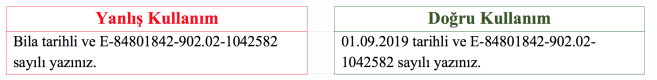 Yanlış Kullanım
Bila tarihli ve E-84801842-902.02-1042582
sayılı yazınız.
Doğru Kullanım
01.09.2019 tarihli ve E-84801842-902.02-
1042582 sayılı yazınız.